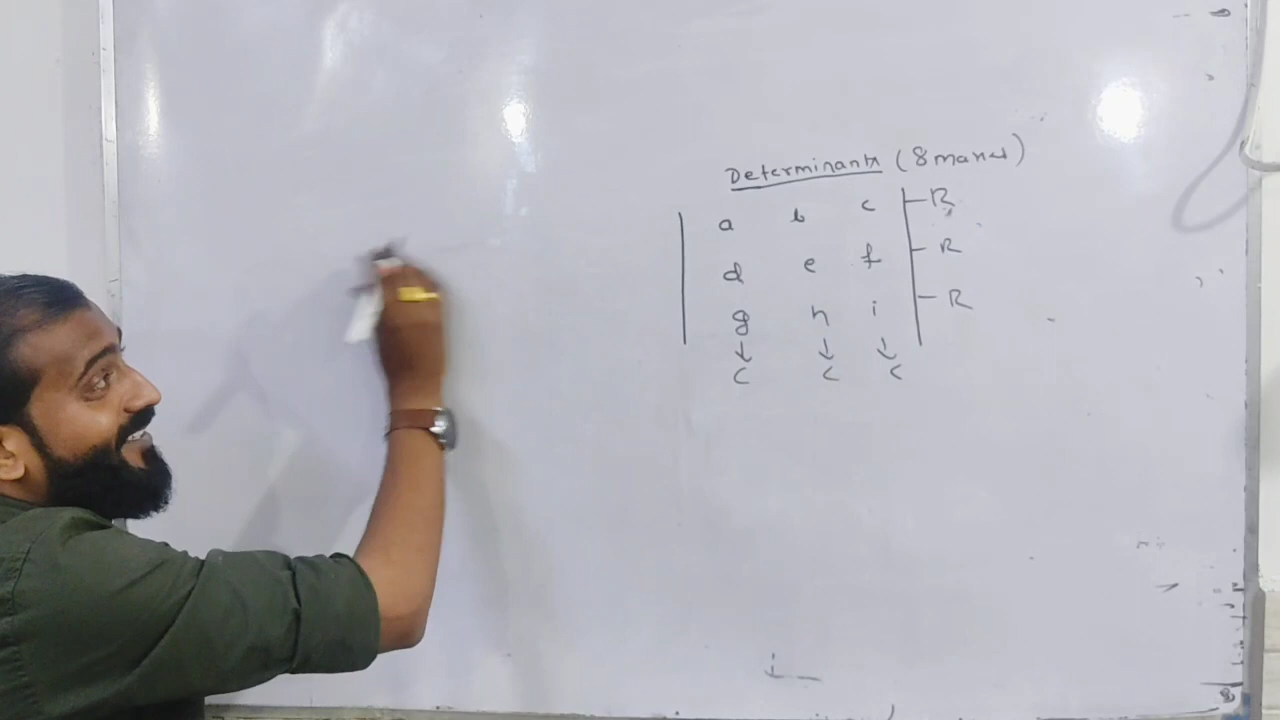 Determinants (8 marks)
a b c - R
d e f - R
g h i - R
↓ ↓ ↓
C C C